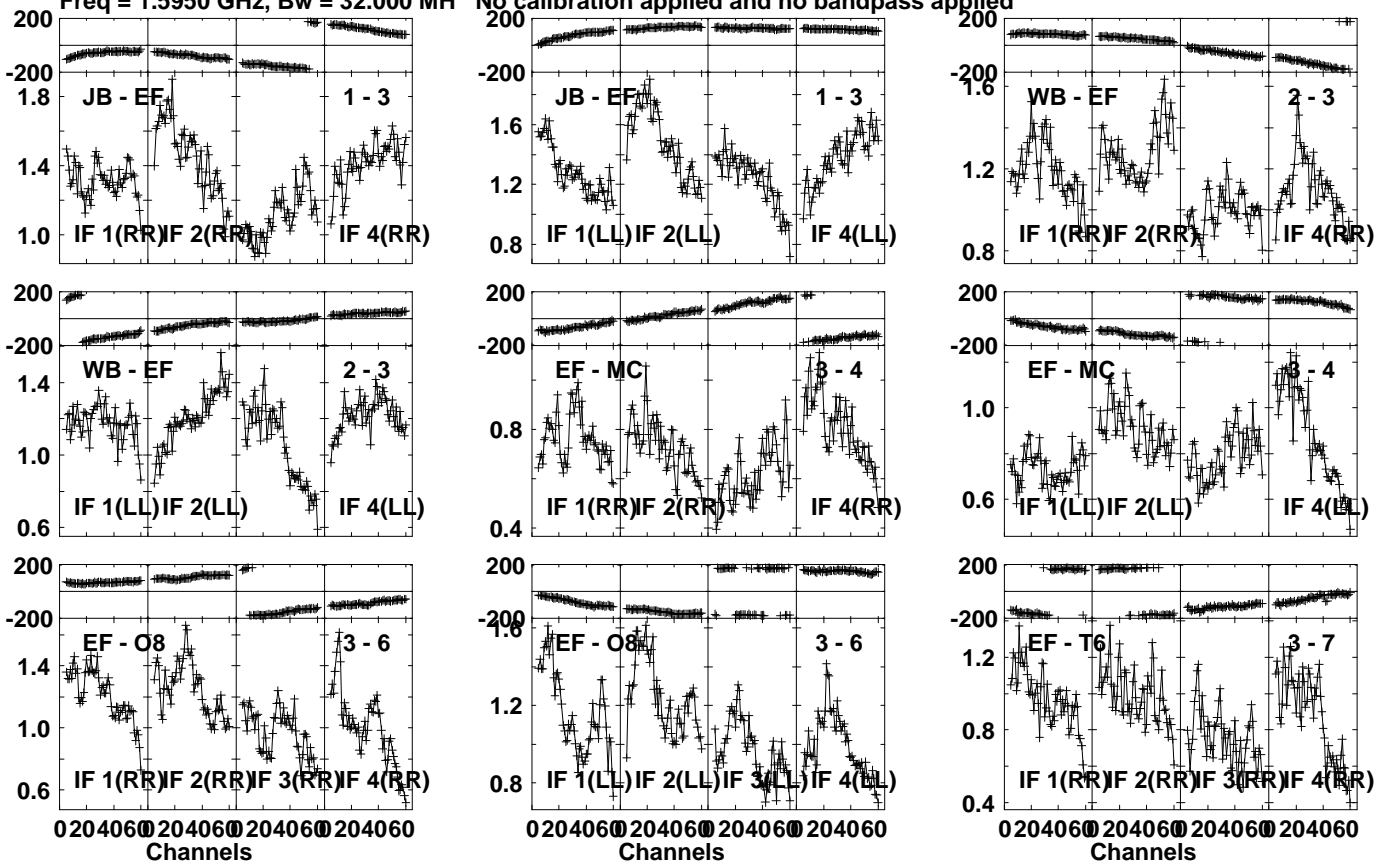 Freq = 1.5950 GHz, Bw = 32.000 MH No calibration applied and no bandpass applied
200
-200
JB - EF
1 - 3
1.8
1.4
1.0
IF 1(RR)
IF 2(RR)
IF 4(RR)
200
-200
JB - EF
1 - 3
1.6
1.2
0.8
IF 1(LL)
IF 2(LL)
IF 4(LL)
200
-200
WB - EF
2 - 3
1.6
1.2
0.8
IF 1(RR)
IF 2(RR)
IF 4(RR)
200
-200
WB - EF
2 - 3
1.4
1.0
0.6
IF 1(LL)
IF 2(LL)
IF 4(LL)
200
-200
EF - MC
3 - 4
0.8
0.4
IF 1(RR)
IF 2(RR)
IF 4(RR)
200
-200
EF - MC
3 - 4
1.0
0.6
IF 1(LL)
IF 2(LL)
IF 4(LL)
200
-200
EF - O8
3 - 6
1.4
1.0
0.6
IF 1(RR)
IF 2(RR)
IF 3(RR)
IF 4(RR)
0 20 40 60 0 20 40 60 0 20 40 60 0 20 40 60
Channels
200
-200
EF - O8
3 - 6
1.6
1.2
0.8
IF 1(LL)
IF 2(LL)
IF 3(LL)
IF 4(LL)
0 20 40 60 0 20 40 60 0 20 40 60 0 20 40 60
Channels
200
-200
EF - T6
3 - 7
1.2
0.8
0.4
IF 1(RR)
IF 2(RR)
IF 3(RR)
IF 4(RR)
0 20 40 60 0 20 40 60 0 20 40 60 0 20 40 60
Channels